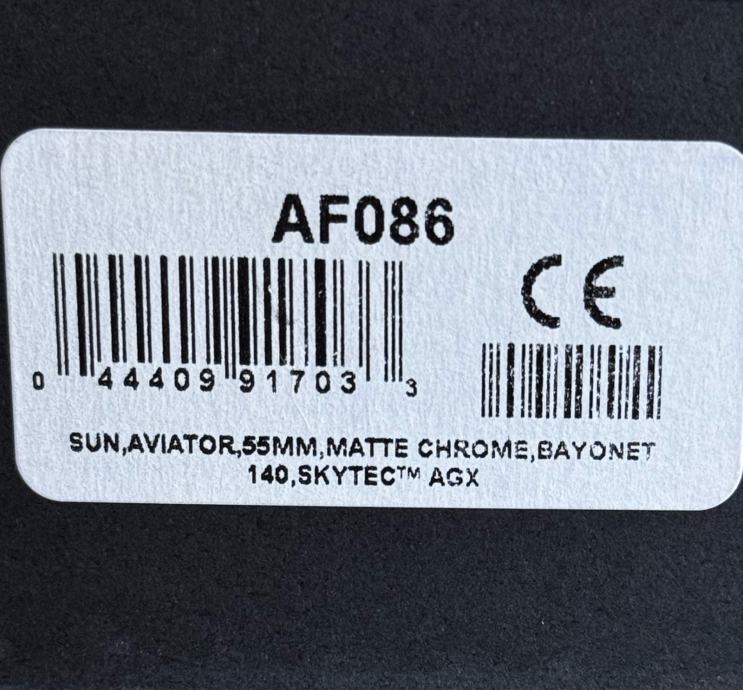 AF086
CE
0 44409 91703 3
SUN,AVIATOR,55MM,MATTE CHROME,BAYONET
140,SKYTEC™ AGX